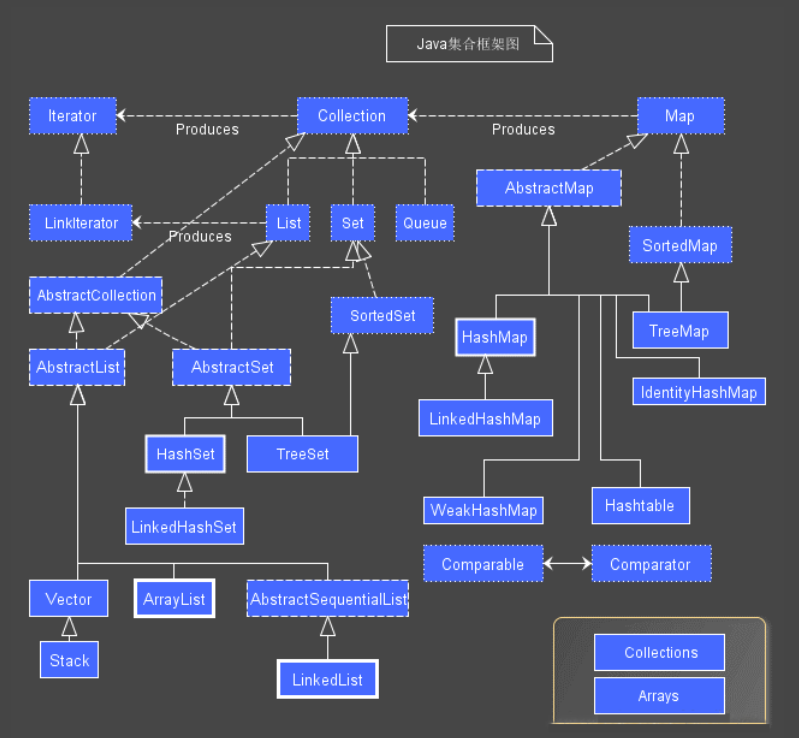 Java集合框架图
Iterator
Produces
Collection
Produces
Map
AbstractMap
LinkIterator
Produces
List
Set
Queue
SortedMap
AbstractCollection
SortedSet
HashMap
TreeMap
AbstractList
AbstractSet
IdentityHashMap
LinkedHashMap
HashSet
TreeSet
WeakHashMap
Hashtable
LinkedHashSet
Comparable
Comparator
Vector
ArrayList
AbstractSequentialList
Stack
LinkedList
Collections
Arrays